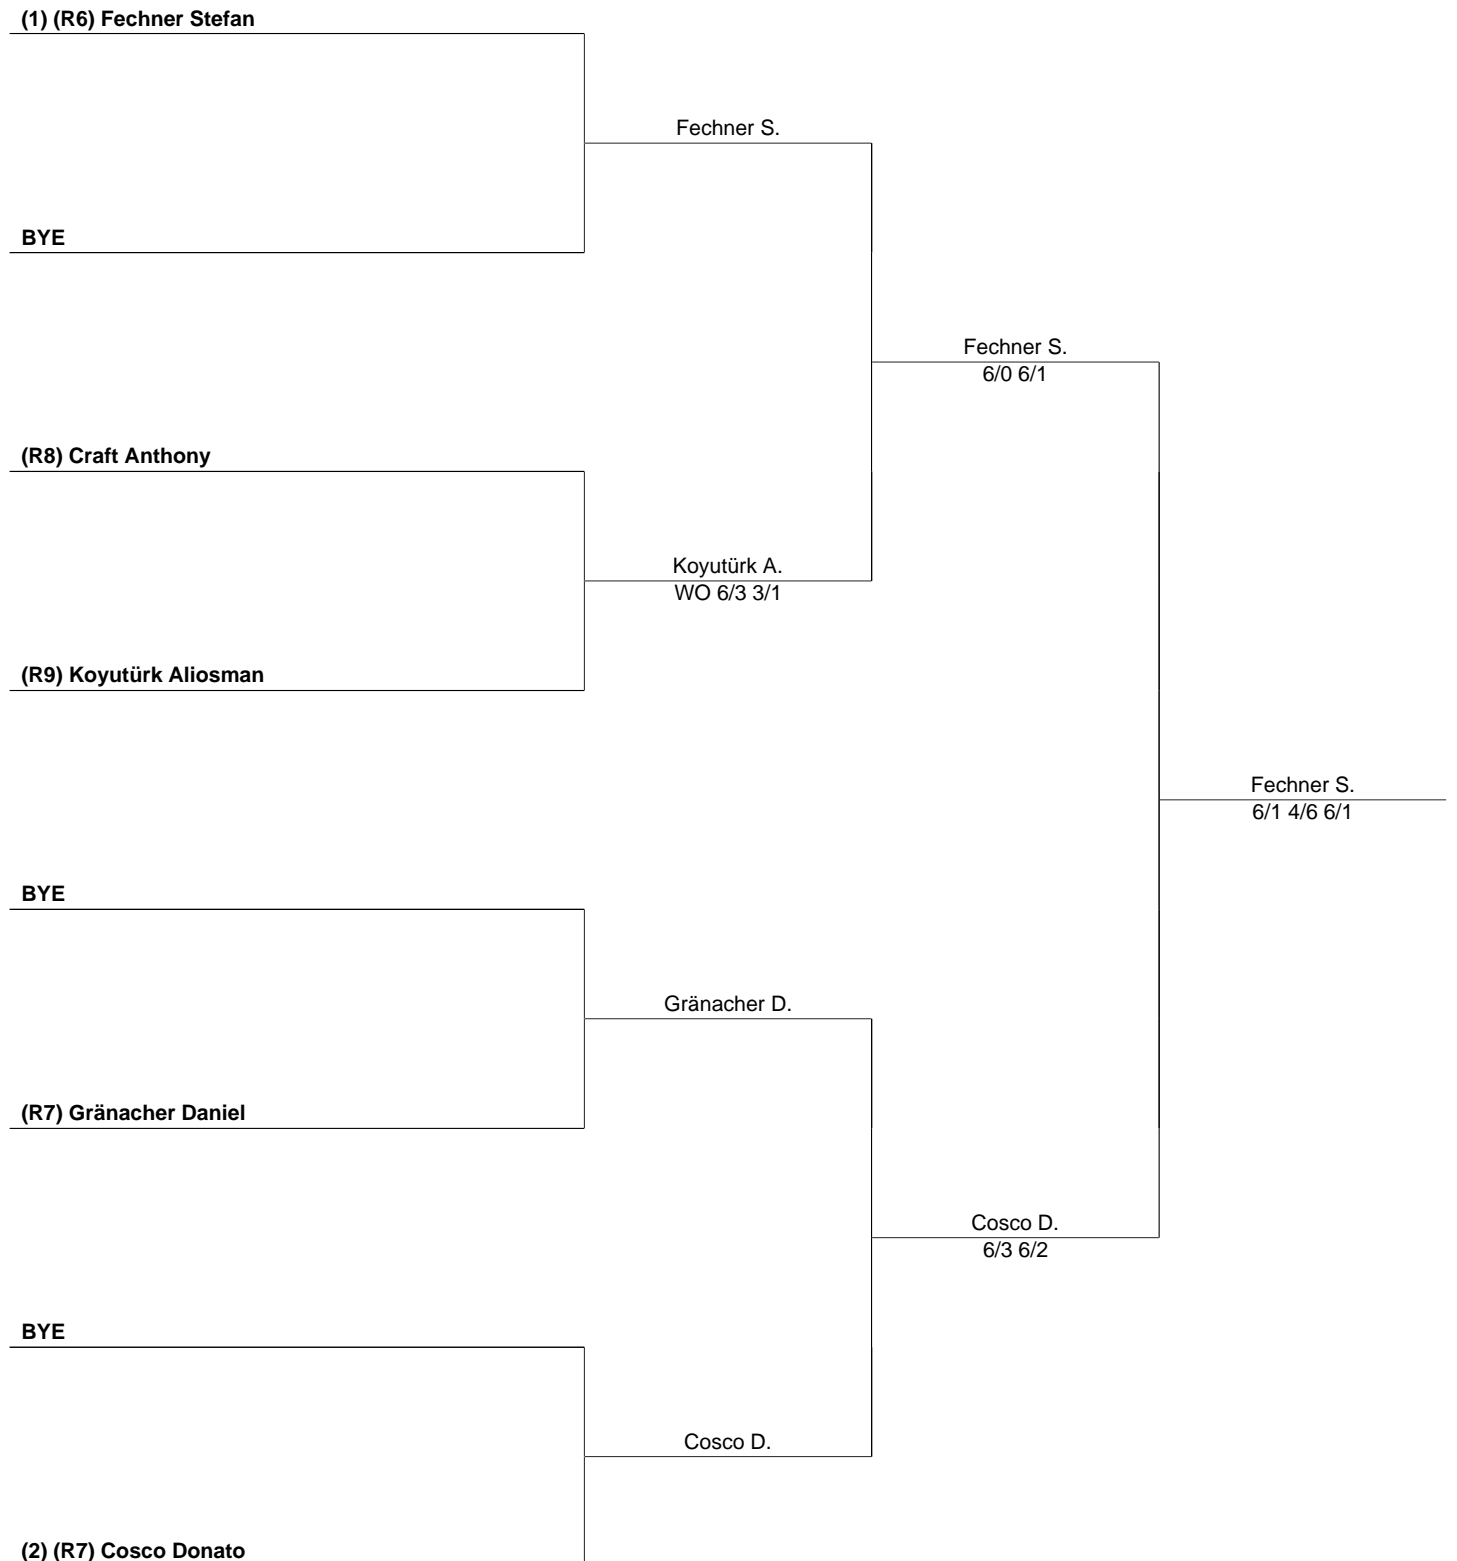 (1) (R6) Fechner Stefan
Fechner S.
BYE
Fechner S.
6/0 6/1
(R8) Craft Anthony
Koyutürk A.
WO 6/3 3/1
(R9) Koyutürk Aliosman
Fechner S.
6/1 4/6 6/1
BYE
Gränacher D.
(R7) Gränacher Daniel
Cosco D.
6/3 6/2
BYE
Cosco D.
(2) (R7) Cosco Donato